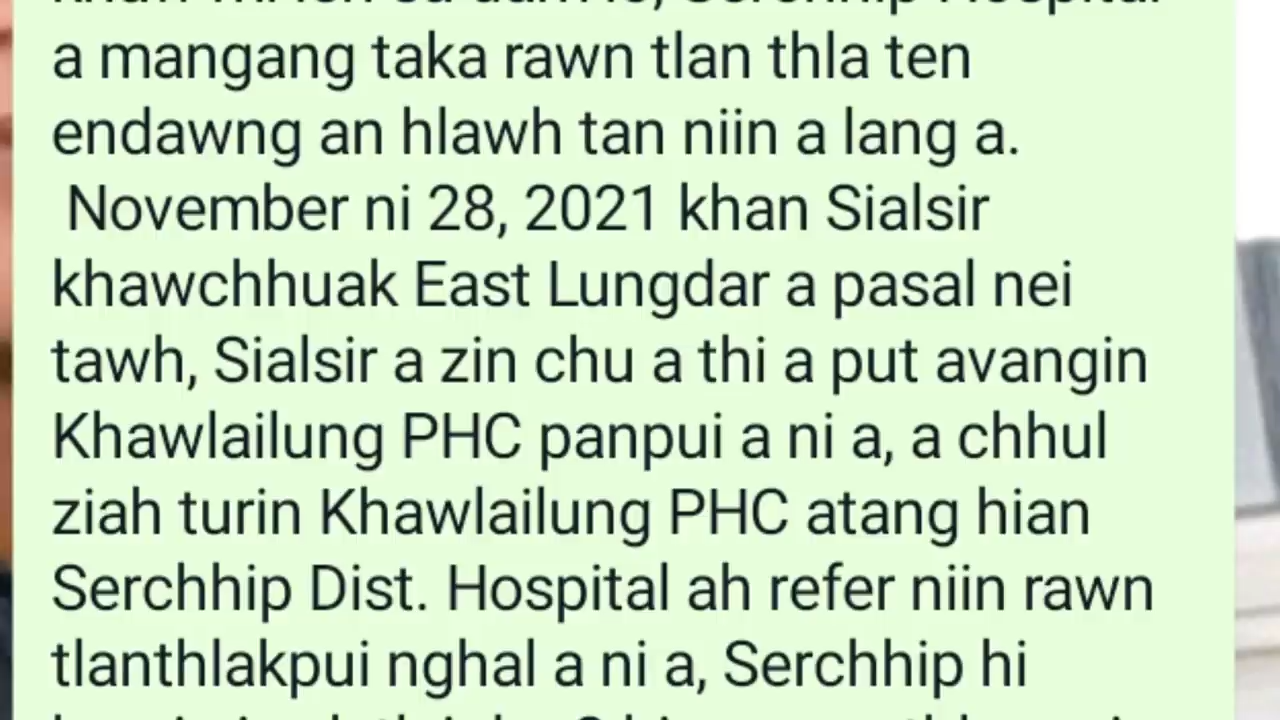 a mangang taka rawn tlan thla ten
endawng an hlawh tan niin a lang a.
November ni 28, 2021 khan Sialsir
khawchhuak East Lungdar a pasal nei
tawh, Sialsir a zin chu a thi a put avangin
Khawlailung PHC panpui a ni a, a chhul
ziah turin Khawlailung PHC atang hian
Serchhip Dist. Hospital ah refer niin rawn
tlanthlakpui nghal a ni a, Serchhip hi